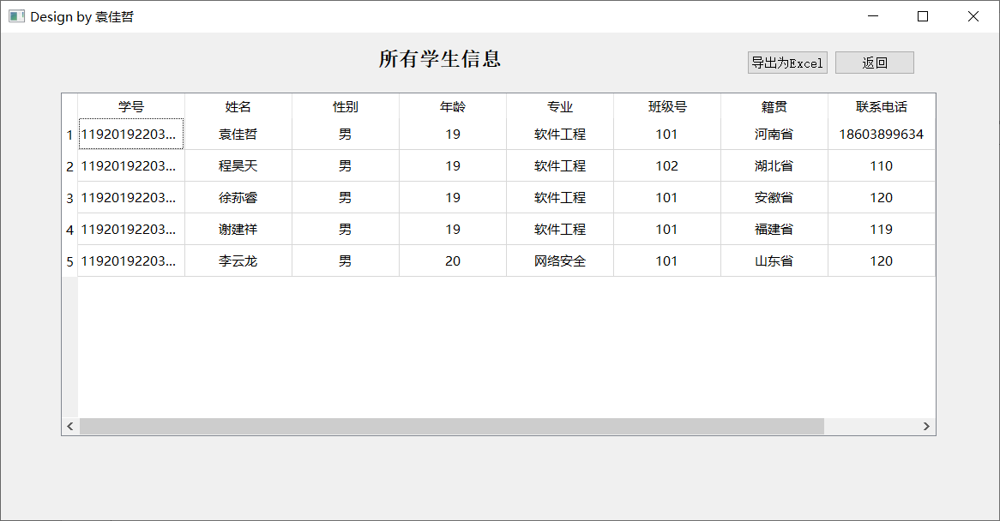 Design by 袁佳哲
所有学生信息
导出为Excel 返回
学号 姓名 性别 年龄 专业 班级号 籍贯 联系电话
1 11920192203... 袁佳哲 男 19 软件工程 101 河南省 18603899634
2 11920192203... 程昊天 男 19 软件工程 102 湖北省 110
3 11920192203... 徐荪睿 男 19 软件工程 101 安徽省 120
4 11920192203... 谢建祥 男 19 软件工程 101 福建省 119
5 11920192203... 李云龙 男 20 网络安全 101 山东省 120